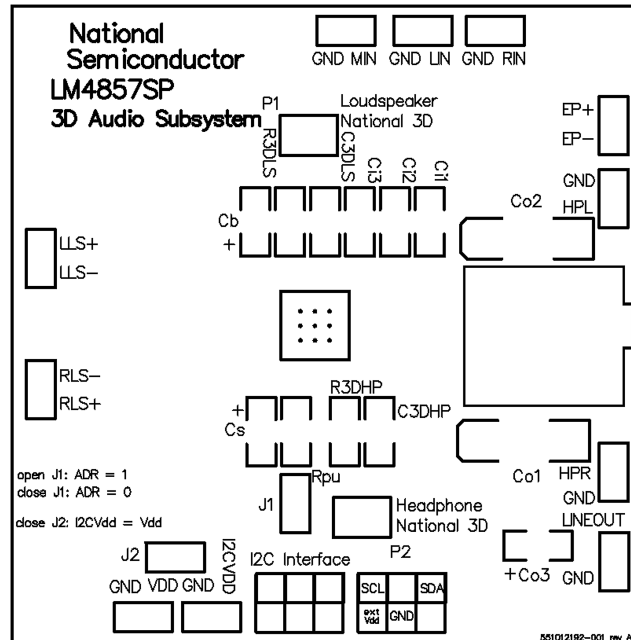 National
Semiconductor
LM4857SP
3D Audio Subsystem
GND MIN GND LIN GND RIN
P1
Loudspeaker
National 3D
R3DLS
C3DLS
Ci3
Ci2
Ci1
EP+
EP-
GND
HPL
Co2
Cb
+
LLS+
LLS-
RLS-
RLS+
R3DHP
C3DHP
+
Cs
Rpu
Co1
HPR
GND
open J1: ADR = 1
close J1: ADR = 0
close J2: I2CVdd = Vdd
J1
Headphone
National 3D
LINEOUT
J2
I2CVDD
I2C Interface
P2
+Co3
GND
GND VDD GND
SCL
SDA
ext
Vdd
GND
551012192-001 rev A